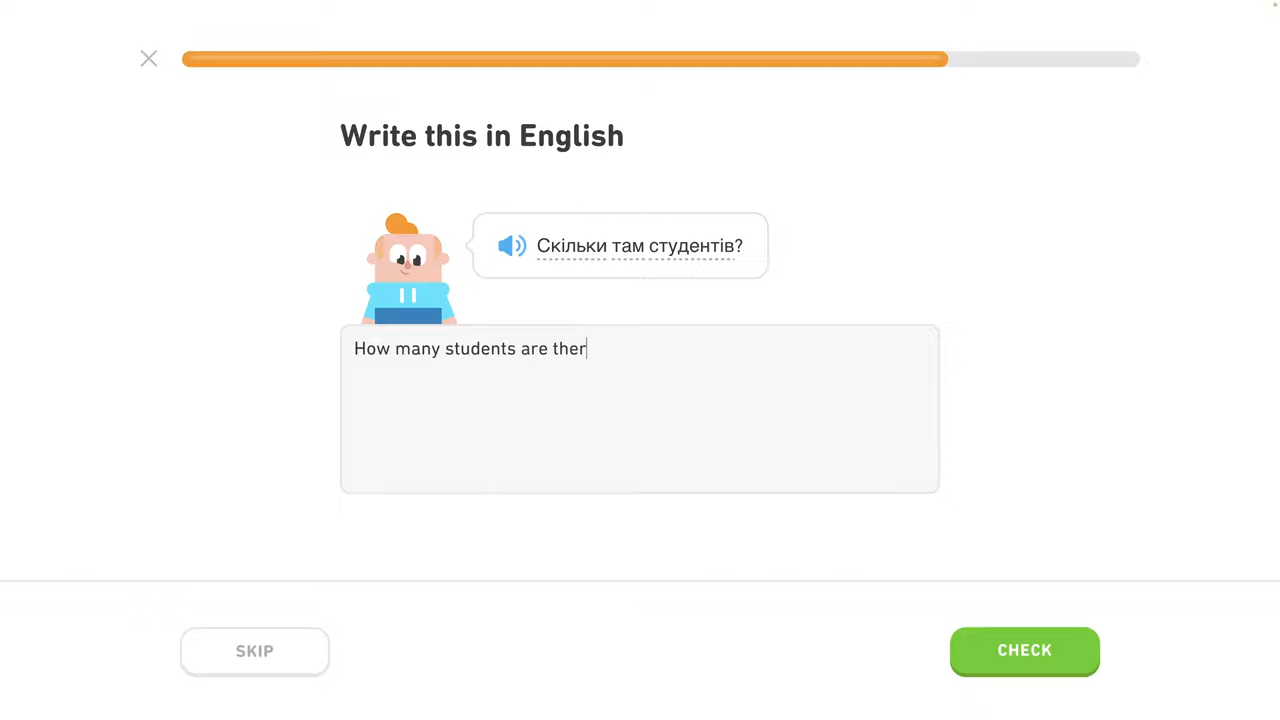 Write this in English
Скільки там студентів?
How many students are ther
SKIP
CHECK